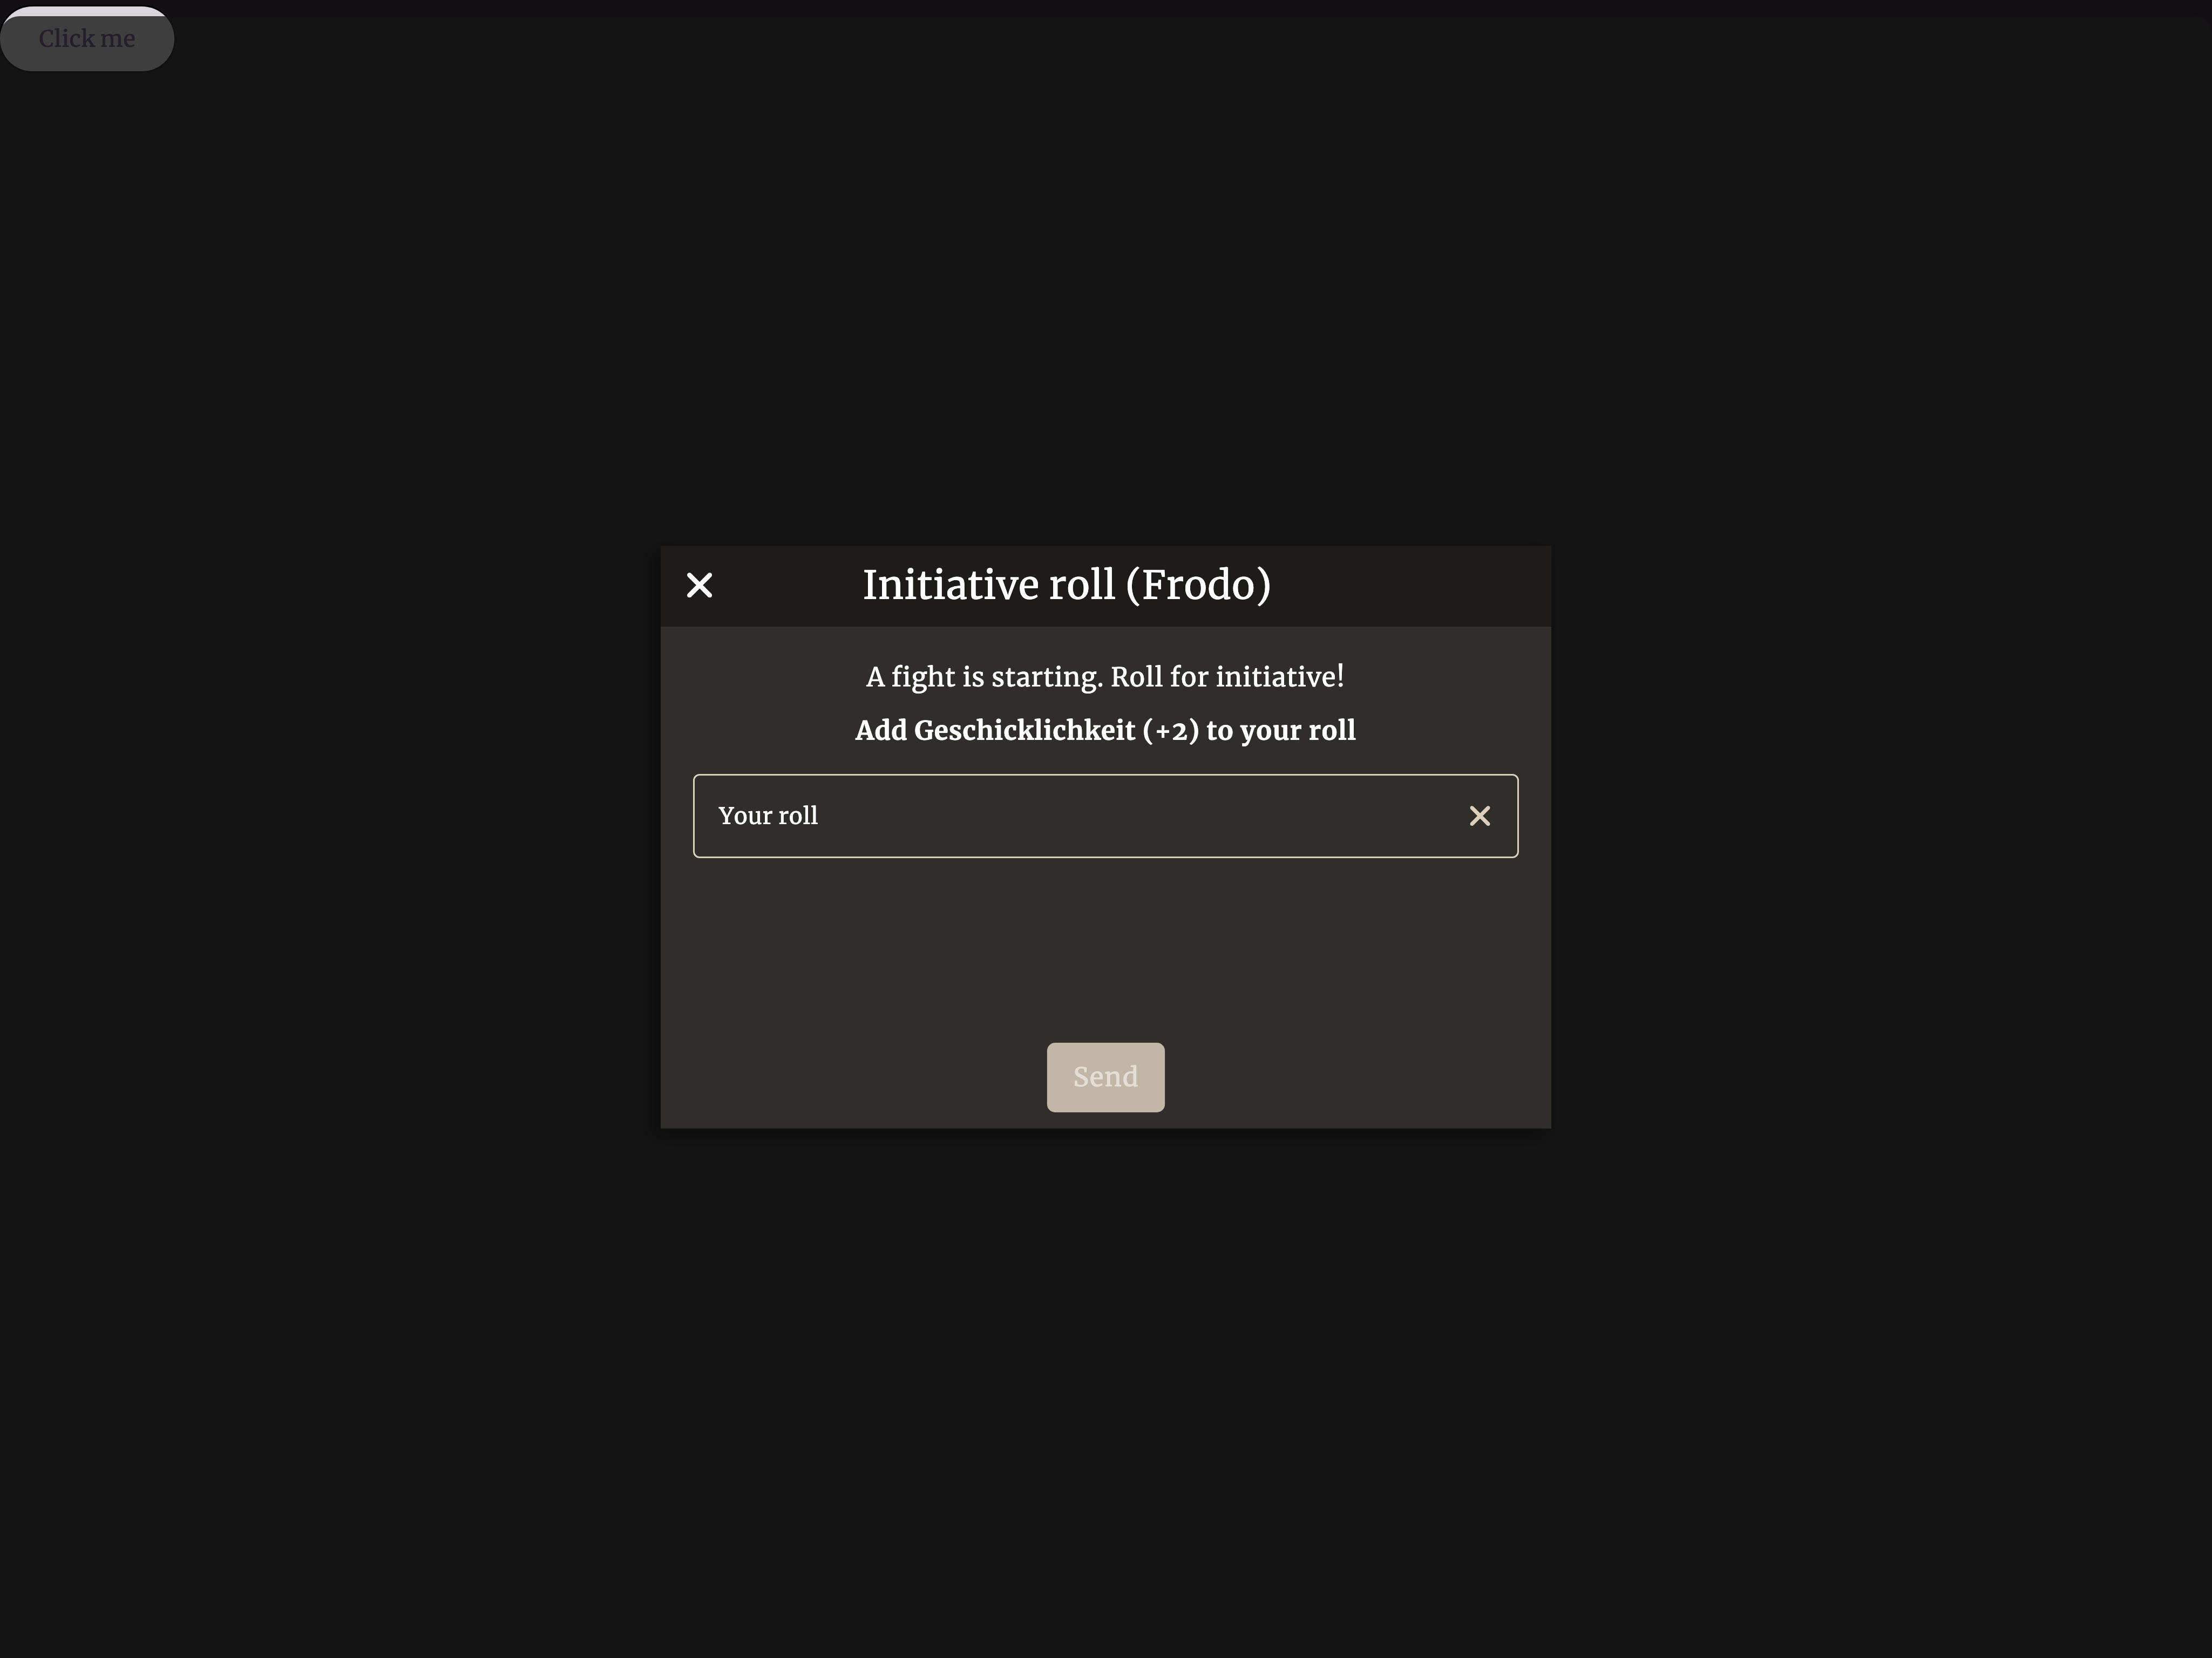 Click me
Initiative roll (Frodo)
A fight is starting. Roll for initiative!
Add Geschicklichkeit (+2) to your roll
Your roll
Send